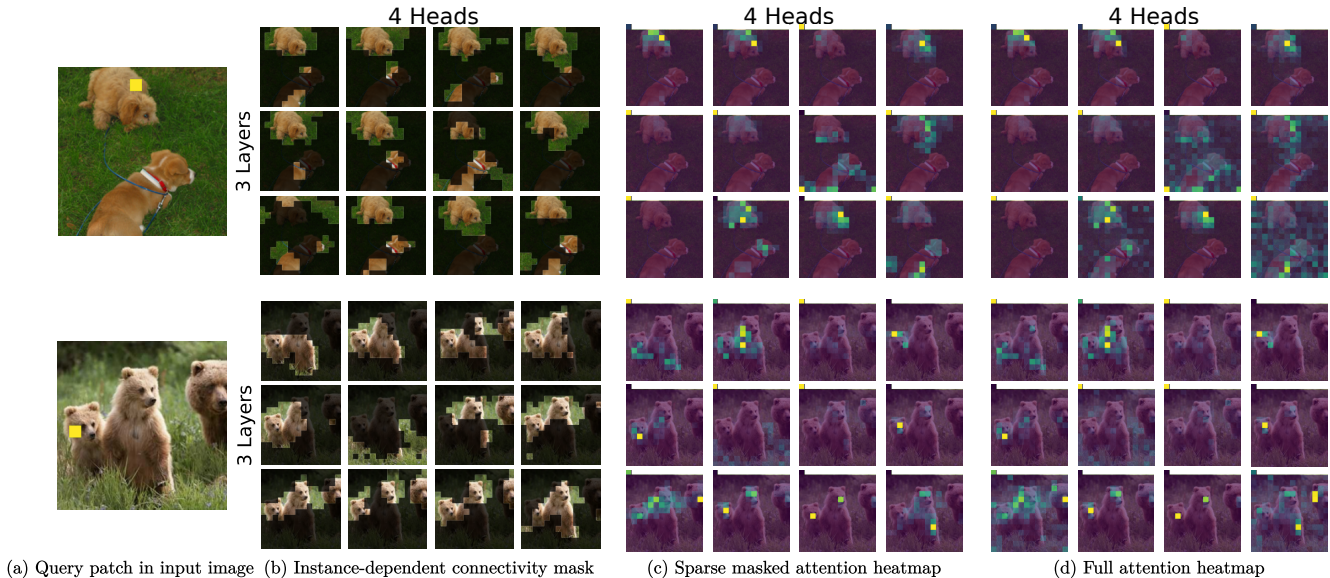 4 Heads
4 Heads
4 Heads
3 Layers
3 Layers
(a) Query patch in input image
(b) Instance-dependent connectivity mask
(c) Sparse masked attention heatmap
(d) Full attention heatmap